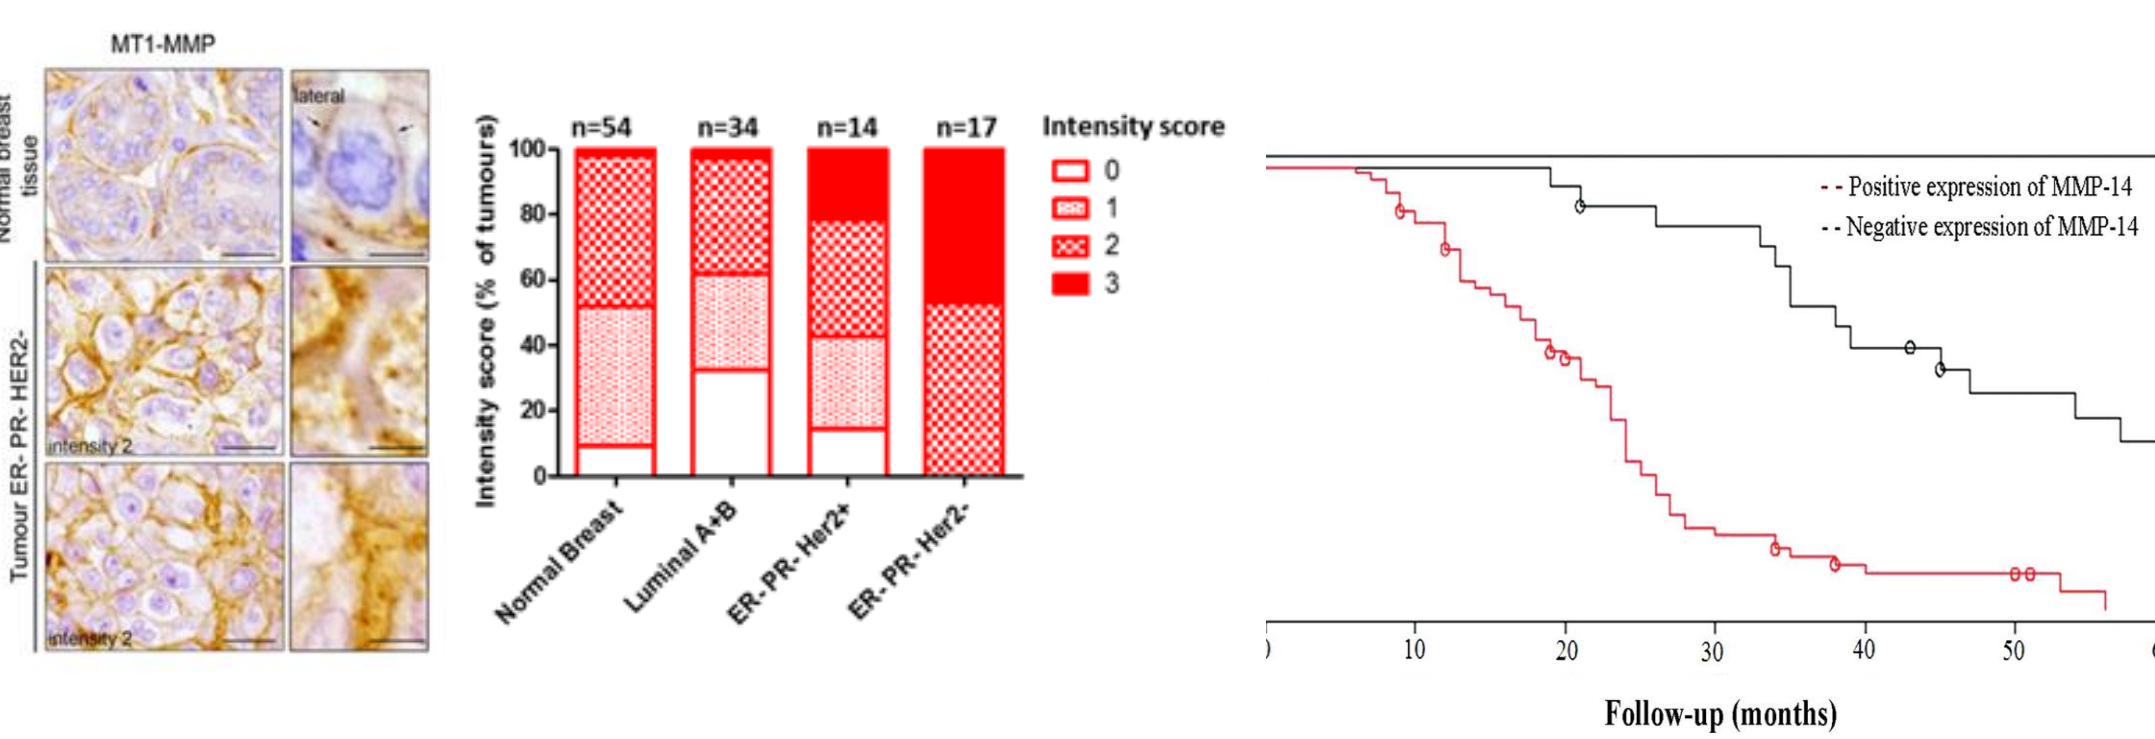 MT1-MMP
Normal breast
tissue
lateral
Tumour ER- PR- HER2-
intensity 2
intensity 2
Intensity score (% of tumours)
n=54 n=34 n=14 n=17
100
80
60
40
20
0
Normal Breast
Luminal A+B
ER- PR- Her2+
ER- PR- Her2-
Intensity score
0
1
2
3
- - Positive expression of MMP-14
- - Negative expression of MMP-14
10 20 30 40 50
Follow-up (months)